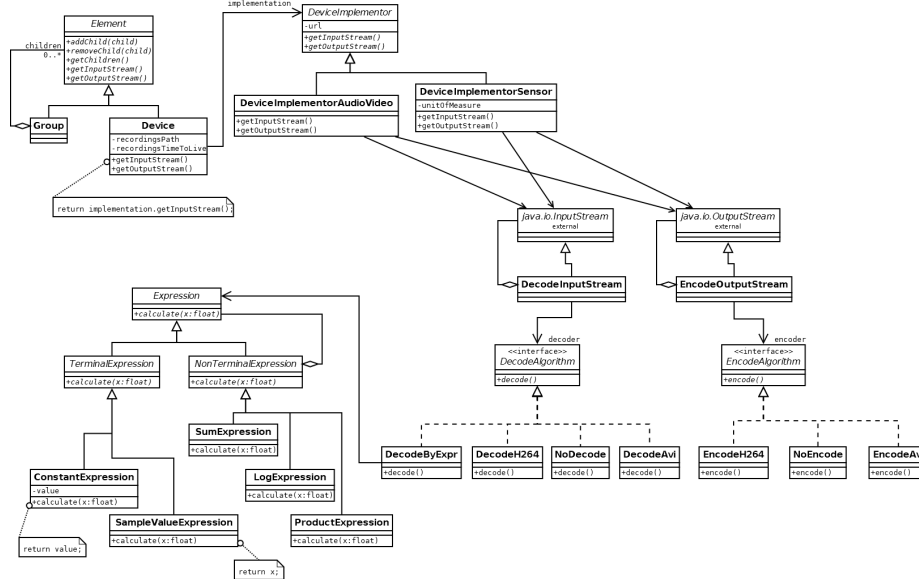 implementation
DeviceImplementor
-url
+getInputStream()
+getOutputStream()
Element
+addChild(child)
+removeChild(child)
+getChildren()
+getInputStream()
+getOutputStream()
children
0..*
Group
Device
-recordingsPath
-recordingsTimeToLive
+getInputStream()
+getOutputStream()
return implementation.getInputStream();
DeviceImplementorAudioVideo
+getInputStream()
+getOutputStream()
DeviceImplementorSensor
-unitOfMeasure
+getInputStream()
+getOutputStream()
java.io.InputStream
external
java.io.OutputStream
external
DecodeInputStream
EncodeOutputStream
decoder
<<interface>>
DecodeAlgorithm
+decode()
encoder
<<interface>>
EncodeAlgorithm
+encode()
DecodeByExpr
+decode()
DecodeH264
+decode()
NoDecode
+decode()
DecodeAvi
+decode()
EncodeH264
+encode()
NoEncode
+encode()
EncodeAv
+encode()
Expression
+calculate(x:float)
TerminalExpression
+calculate(x:float)
NonTerminalExpression
+calculate(x:float)
SumExpression
+calculate(x:float)
LogExpression
+calculate(x:float)
ProductExpression
+calculate(x:float)
ConstantExpression
-value
+calculate(x:float)
SampleValueExpression
+calculate(x:float)
return value;
return x;